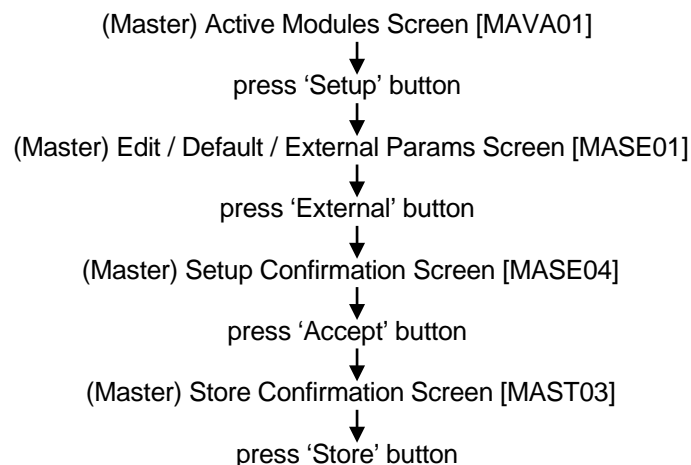 (Master) Active Modules Screen [MAVA01]
press ‘Setup’ button
(Master) Edit / Default / External Params Screen [MASE01]
press ‘External’ button
(Master) Setup Confirmation Screen [MASE04]
press ‘Accept’ button
(Master) Store Confirmation Screen [MAST03]
press ‘Store’ button